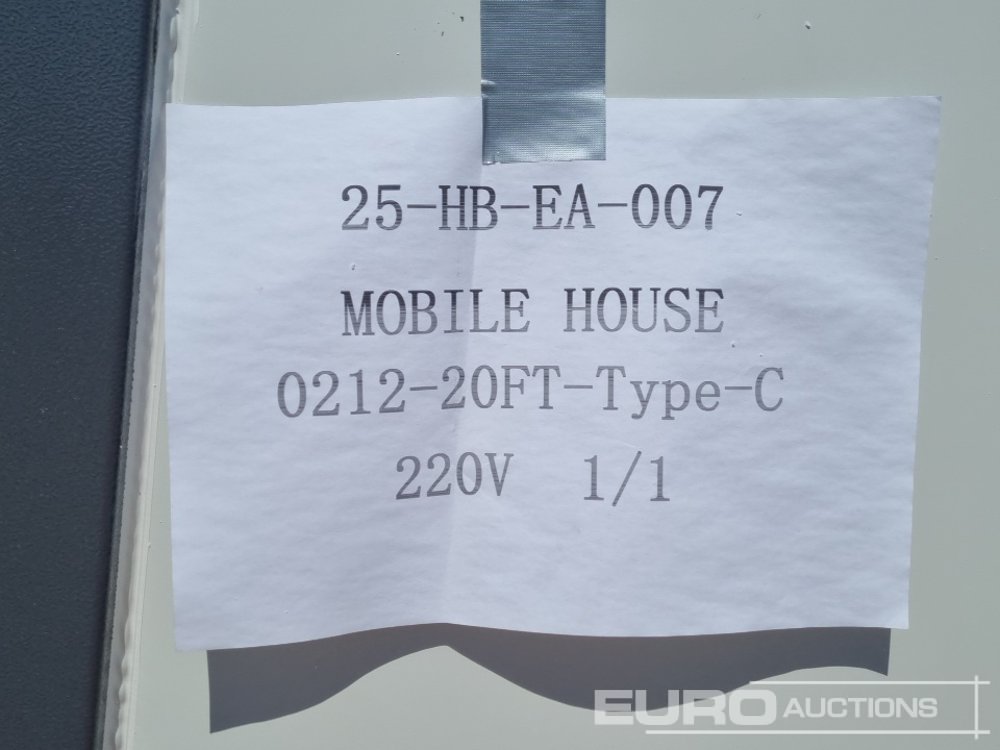 25-HB-EA-007
MOBILE HOUSE
0212-20FT-Type-C
220V 1/1
EURO AUCTIONS